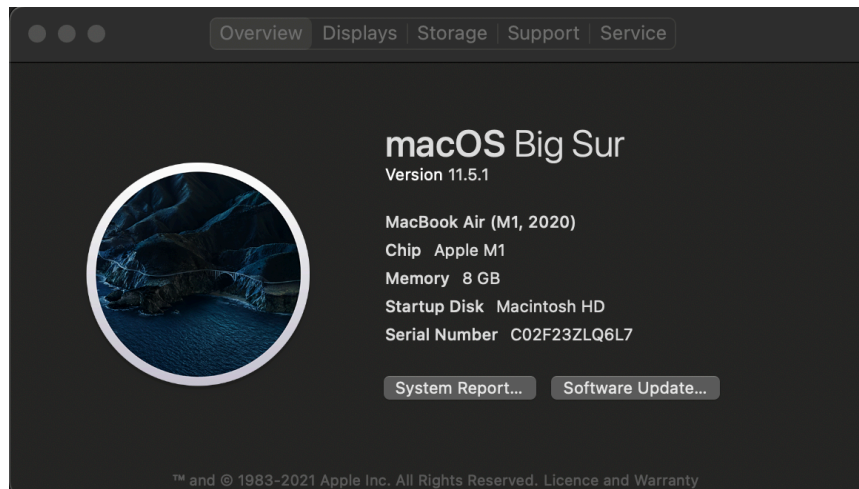 Overview Displays Storage Support Service
macOS Big Sur
Version 11.5.1
MacBook Air (M1, 2020)
Chip Apple M1
Memory 8 GB
Startup Disk Macintosh HD
Serial Number C02F23ZLQ6L7
System Report... Software Update...
™ and © 1983-2021 Apple Inc. All Rights Reserved. Licence and Warranty